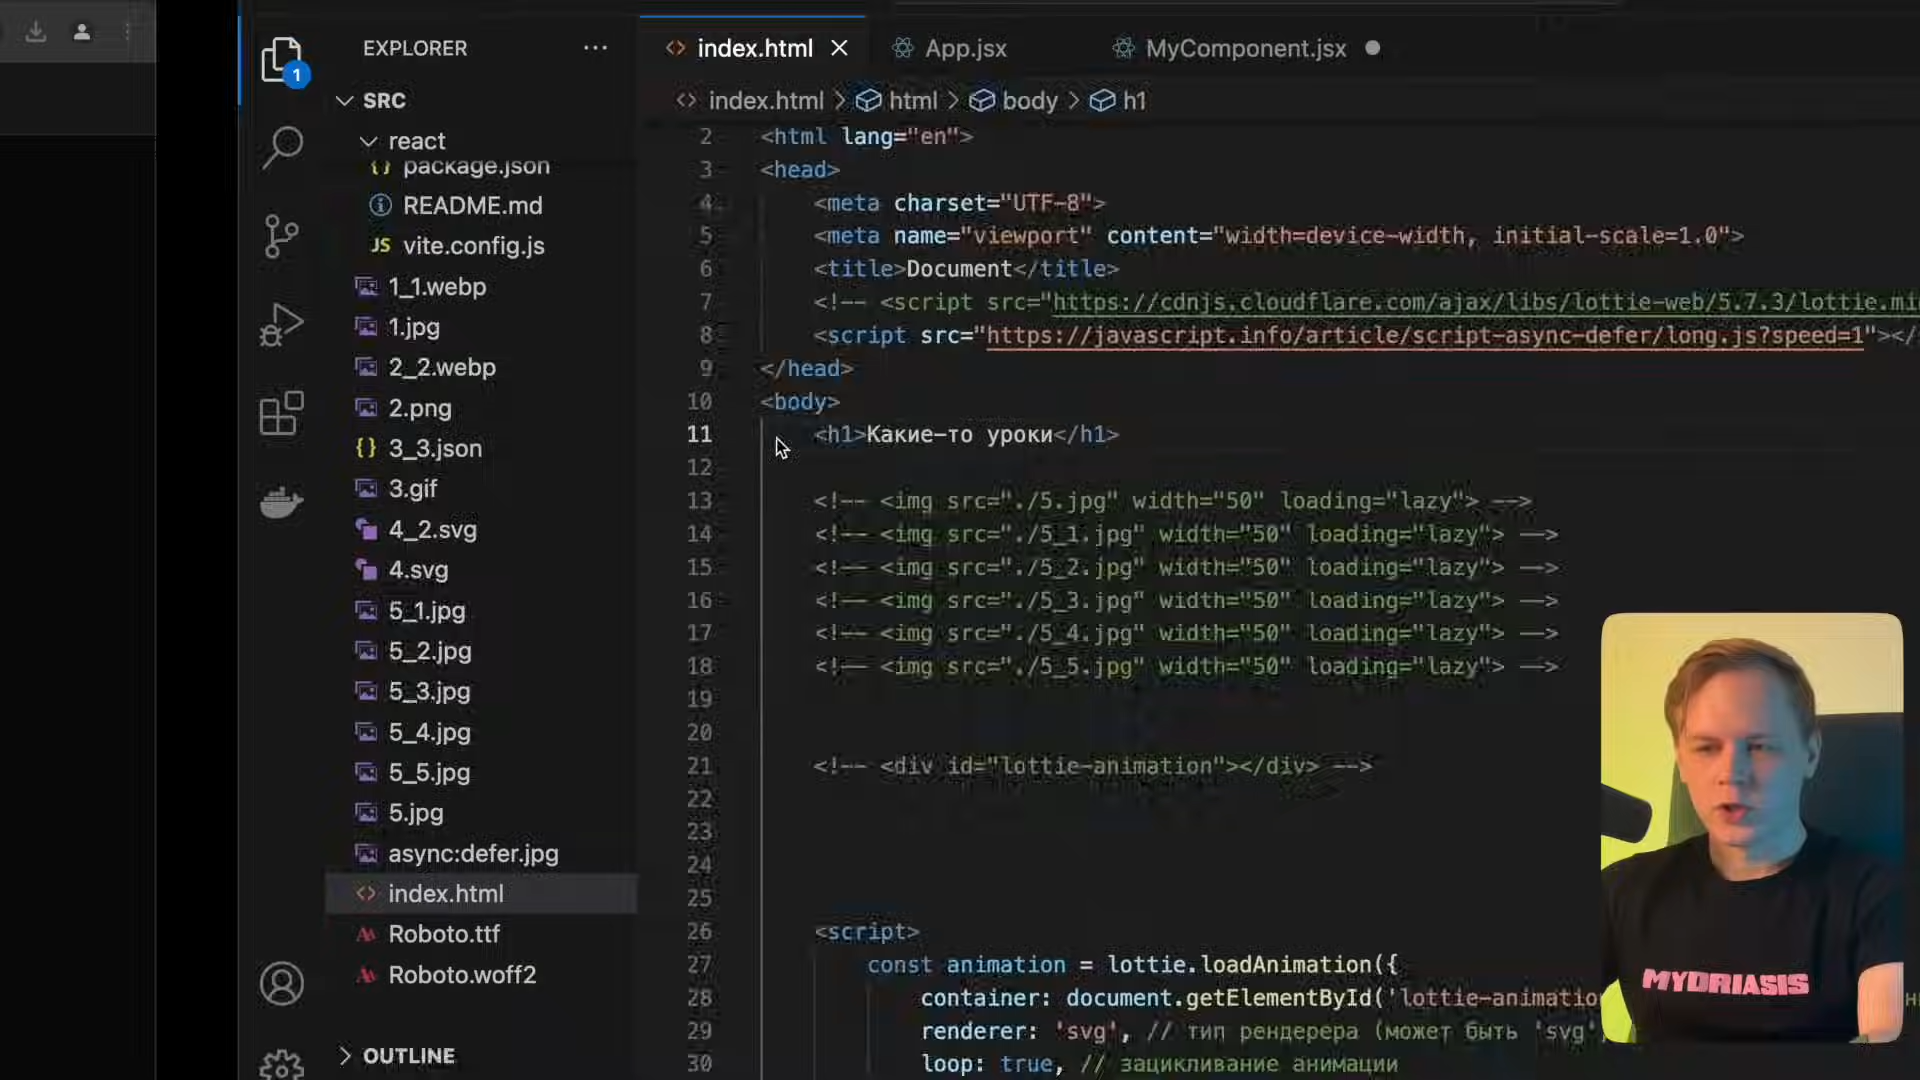 EXPLORER
SRC
react
package.json
README.md
JS vite.config.js
1_1.webp
1.jpg
2_2.webp
2.png
{} 3_3.json
3.gif
4_2.svg
4.svg
5_1.jpg
5_2.jpg
5_3.jpg
5_4.jpg
5_5.jpg
5.jpg
async:defer.jpg
<> index.html
Roboto.ttf
Roboto.woff2
OUTLINE
1
<> index.html App.jsx MyComponent.jsx
<> index.html > html > body > h1
2 <html lang="en">
3 <head>
4 <meta charset="UTF-8">
5 <meta name="viewport" content="width=device-width, initial-scale=1.0">
6 <title>Document</title>
7 <!-- <script src="https://cdnjs.cloudflare.com/ajax/libs/lottie-web/5.7.3/lottie.mi
8 <script src="https://javascript.info/article/script-async-defer/long.js?speed=1"></
9 </head>
10 <body>
11 <h1>Какие-то уроки</h1>
12
13 <!-- <img src="./5.jpg" width="50" loading="lazy"> -->
14 <!-- <img src="./5_1.jpg" width="50" loading="lazy"> -->
15 <!-- <img src="./5_2.jpg" width="50" loading="lazy"> -->
16 <!-- <img src="./5_3.jpg" width="50" loading="lazy"> -->
17 <!-- <img src="./5_4.jpg" width="50" loading="lazy"> -->
18 <!-- <img src="./5_5.jpg" width="50" loading="lazy"> -->
19
20
21 <!-- <div id="lottie-animation"></div> -->
22
23
24
25
26 <script>
27 const animation = lottie.loadAnimation({
28 container: document.getElementById('lottie-animatio
29 renderer: 'svg', // тип рендерера (может быть 'svg'
30 loop: true, // зацикливание анимации
MYDRIASIS